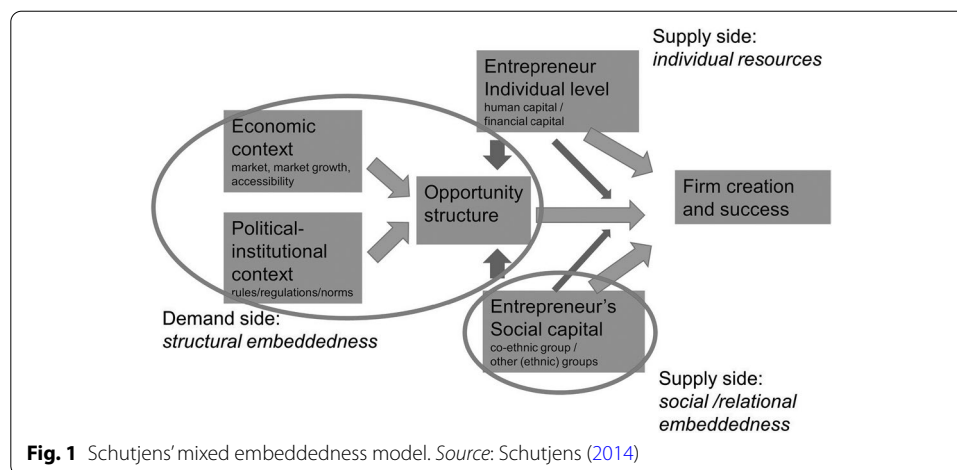 Supply side:
individual resources
Entrepreneur
Individual level
human capital /
financial capital
Economic
context
market, market growth,
accessibility
Opportunity
structure
Firm creation
and success
Political-
institutional
context
rules/regulations/norms
Demand side:
structural embeddedness
Entrepreneur's
Social capital
co-ethnic group /
other (ethnic) groups
Supply side:
social /relational
embeddedness
Fig. 1 Schutjens' mixed embeddedness model. Source: Schutjens (2014)